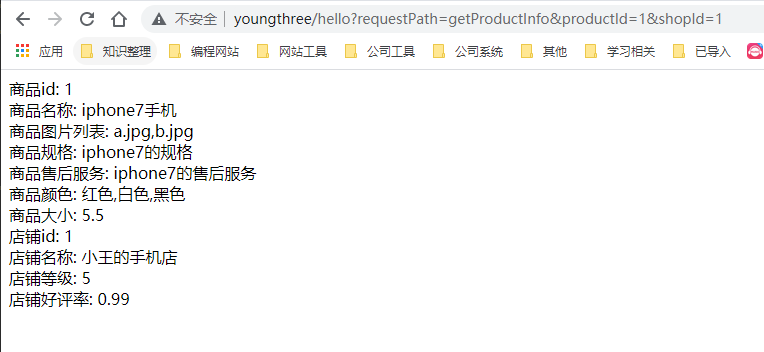 不安全 youngthree/hello?requestPath=getProductInfo&productId=1&shopId=1
应用 知识整理 编程网站 网站工具 公司工具 公司系统 其他 学习相关 已导入
商品id: 1
商品名称: iphone7手机
商品图片列表: a.jpg,b.jpg
商品规格: iphone7的规格
商品售后服务: iphone7的售后服务
商品颜色: 红色,白色,黑色
商品大小: 5.5
店铺id: 1
店铺名称: 小王的手机店
店铺等级: 5
店铺好评率: 0.99